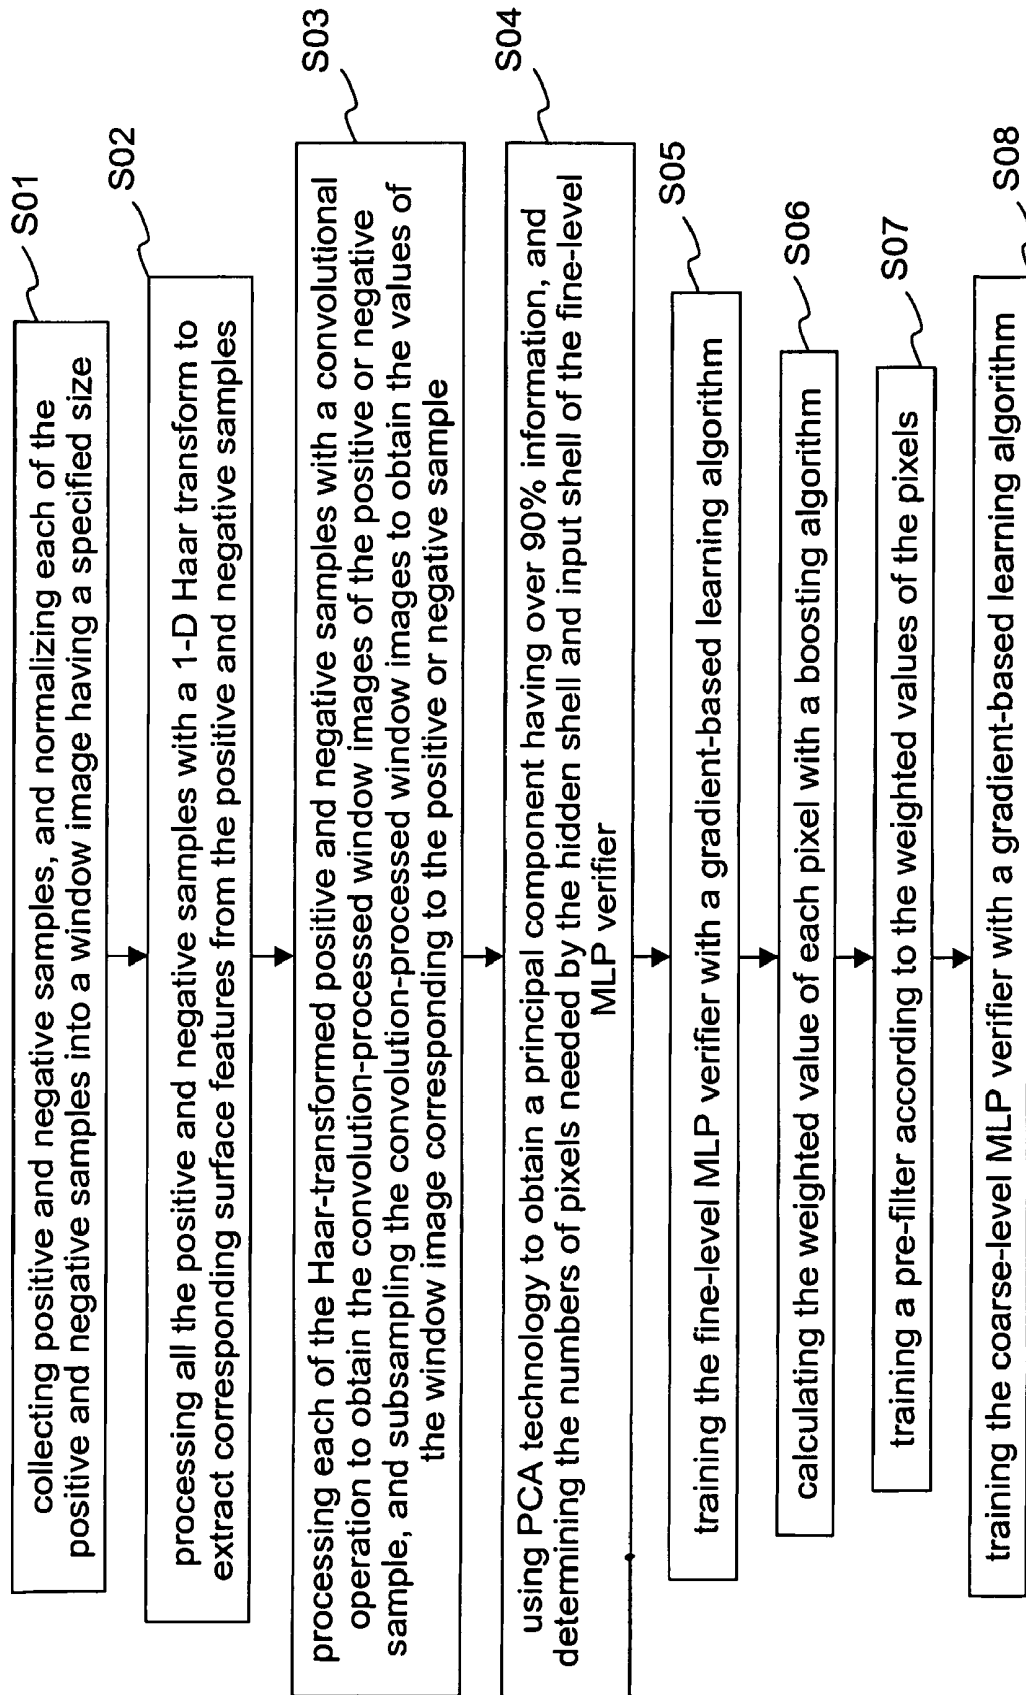 collecting positive and negative samples, and normalizing each of the
positive and negative samples into a window image having a specified size
S01
processing all the positive and negative samples with a 1-D Haar transform to
extract corresponding surface features from the positive and negative samples
S02
processing each of the Haar-transformed positive and negative samples with a convolutional
operation to obtain the convolution-processed window images of the positive or negative
sample, and subsampling the convolution-processed window images to obtain the values of
the window image corresponding to the positive or negative sample
S03
using PCA technology to obtain a principal component having over 90% information, and
determining the numbers of pixels needed by the hidden shell and input shell of the fine-level
MLP verifier
S04
training the fine-level MLP verifier with a gradient-based learning algorithm
S05
calculating the weighted value of each pixel with a boosting algorithm
S06
training a pre-filter according to the weighted values of the pixels
S07
training the coarse-level MLP verifier with a gradient-based learning algorithm
S08